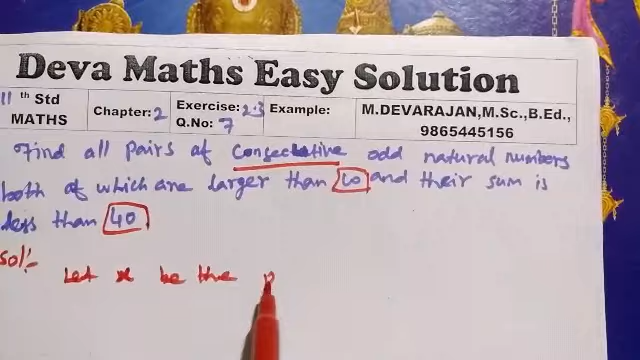 Deva Maths Easy Solution
11th Std MATHS
Chapter: 2
Exercise: 2.3
Q.No: 7
Example:
M.DEVARAJAN,M.Sc.,B.Ed.,
9865445156
Find all pairs of consecutive odd natural numbers
both of which are larger than 10 and their sum is
less than 40
Sol:-
Let x be the